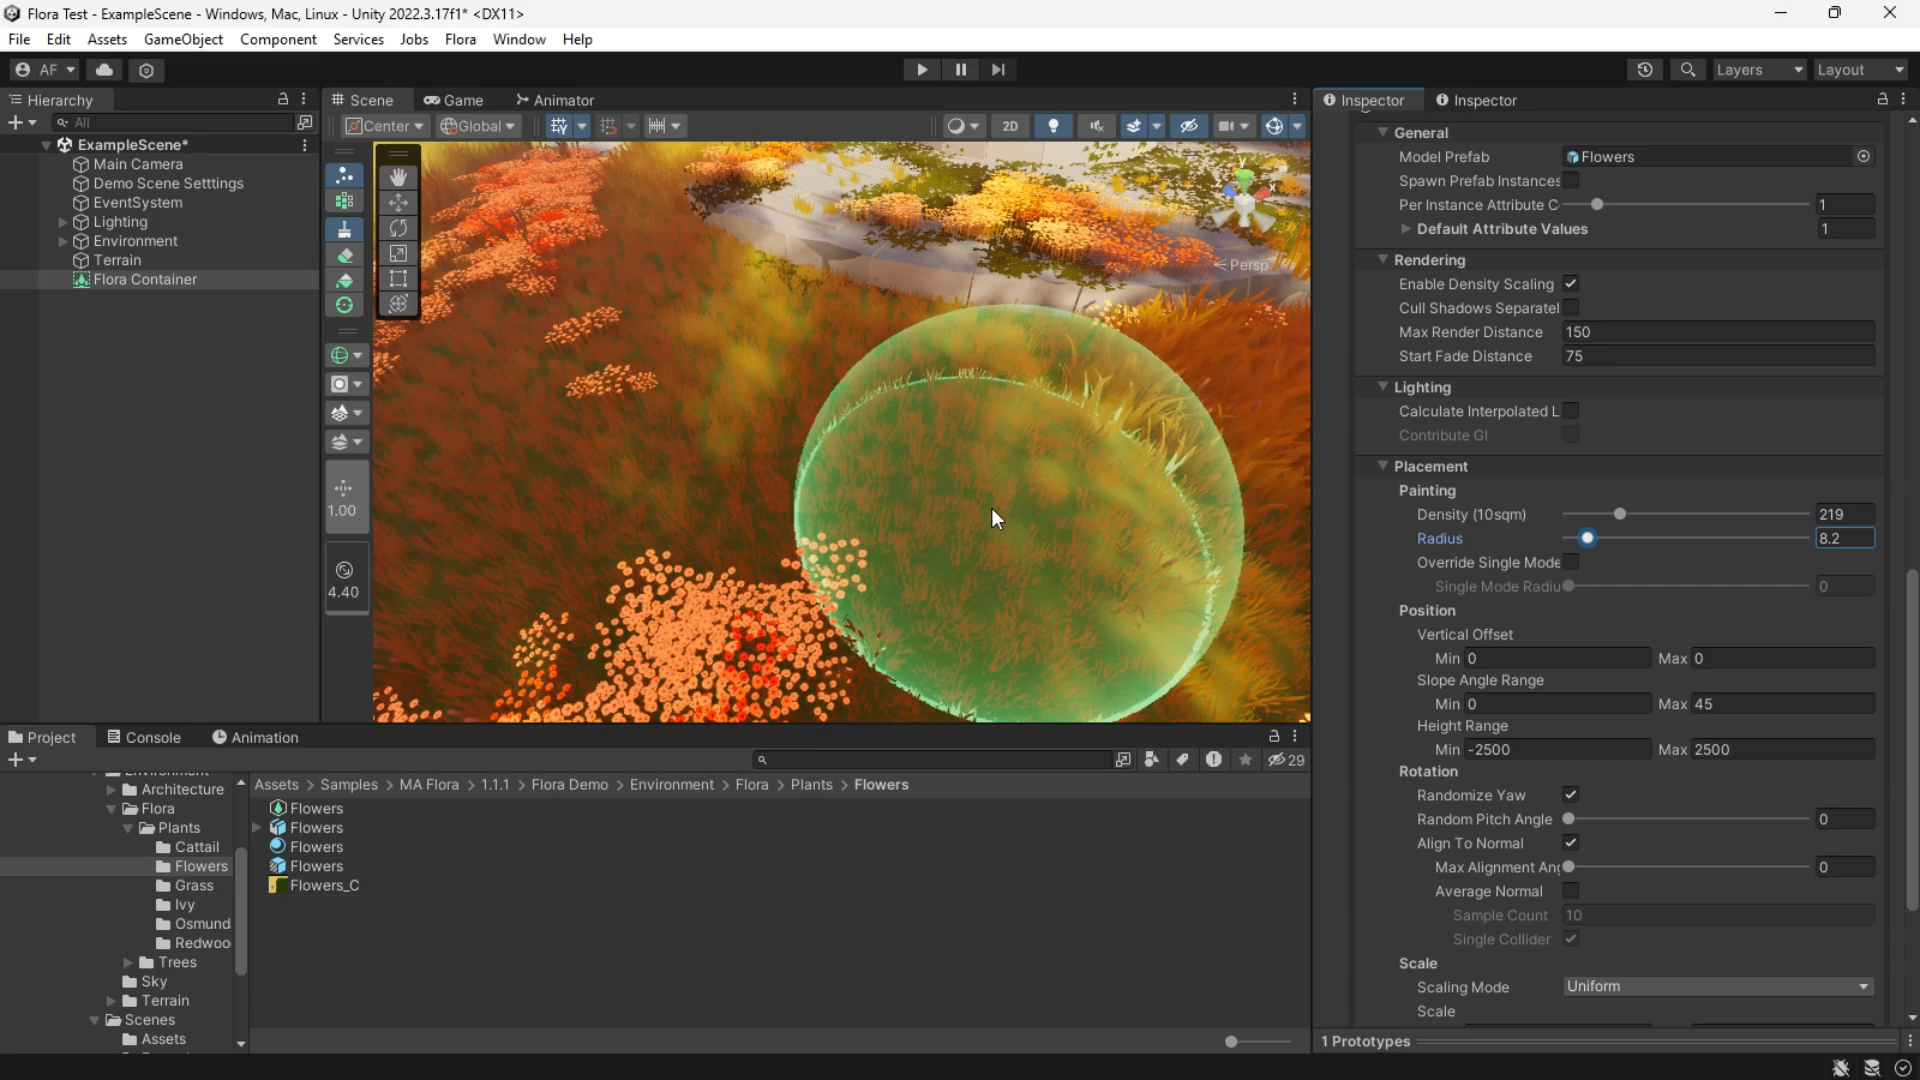 Flora Test - ExampleScene - Windows, Mac, Linux - Unity 2022.3.17f1* <DX11>
File Edit Assets GameObject Component Services Jobs Flora Window Help
AF Layers Layout
Hierarchy Scene Game Animator Inspector Inspector
All Center Global 2D
ExampleScene*
Main Camera
Demo Scene Setttings
EventSystem
Lighting
Environment
Terrain
Flora Container
1.00
4.40
Y
X
Persp
General
Model Prefab Flowers
Spawn Prefab Instances
Per Instance Attribute C 1
Default Attribute Values 1
Rendering
Enable Density Scaling
Cull Shadows Separatel
Max Render Distance 150
Start Fade Distance 75
Lighting
Calculate Interpolated L
Contribute GI
Placement
Painting
Density (10sqm) 219
Radius 8.2
Override Single Mode
Single Mode Radiu 0
Position
Vertical Offset
Min 0 Max 0
Slope Angle Range
Min 0 Max 45
Height Range
Min -2500 Max 2500
Rotation
Randomize Yaw
Random Pitch Angle 0
Align To Normal
Max Alignment Ang 0
Average Normal
Sample Count 10
Single Collider
Scale
Scaling Mode Uniform
Scale
1 Prototypes
Project Console Animation
29
Environment
Architecture
Flora
Plants
Cattail
Flowers
Grass
Ivy
Osmund
Redwoo
Trees
Sky
Terrain
Scenes
Assets
Assets > Samples > MA Flora > 1.1.1 > Flora Demo > Environment > Flora > Plants > Flowers
Flowers
Flowers
Flowers
Flowers
Flowers_C